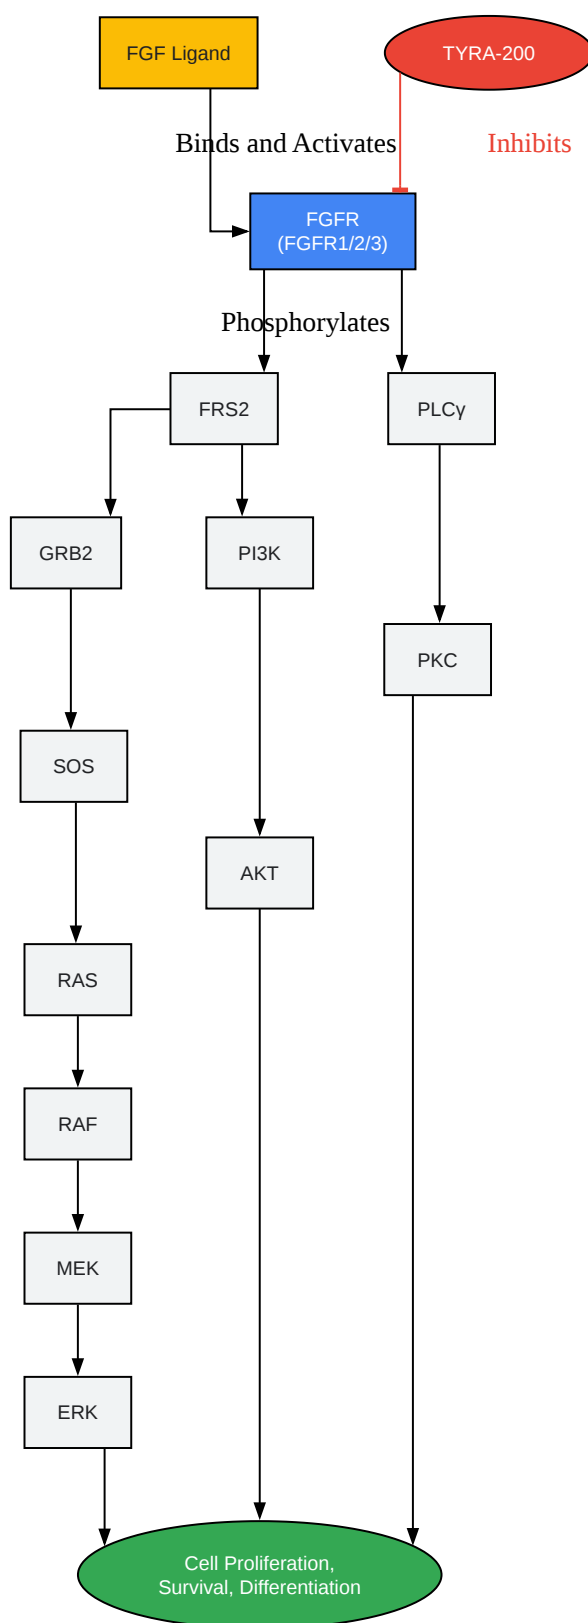 FGF Ligand
TYRA-200
Binds and Activates
Inhibits
FGFR
(FGFR1/2/3)
Phosphorylates
FRS2
PLCγ
GRB2
PI3K
PKC
SOS
AKT
RAS
RAF
MEK
ERK
Cell Proliferation,
Survival, Differentiation